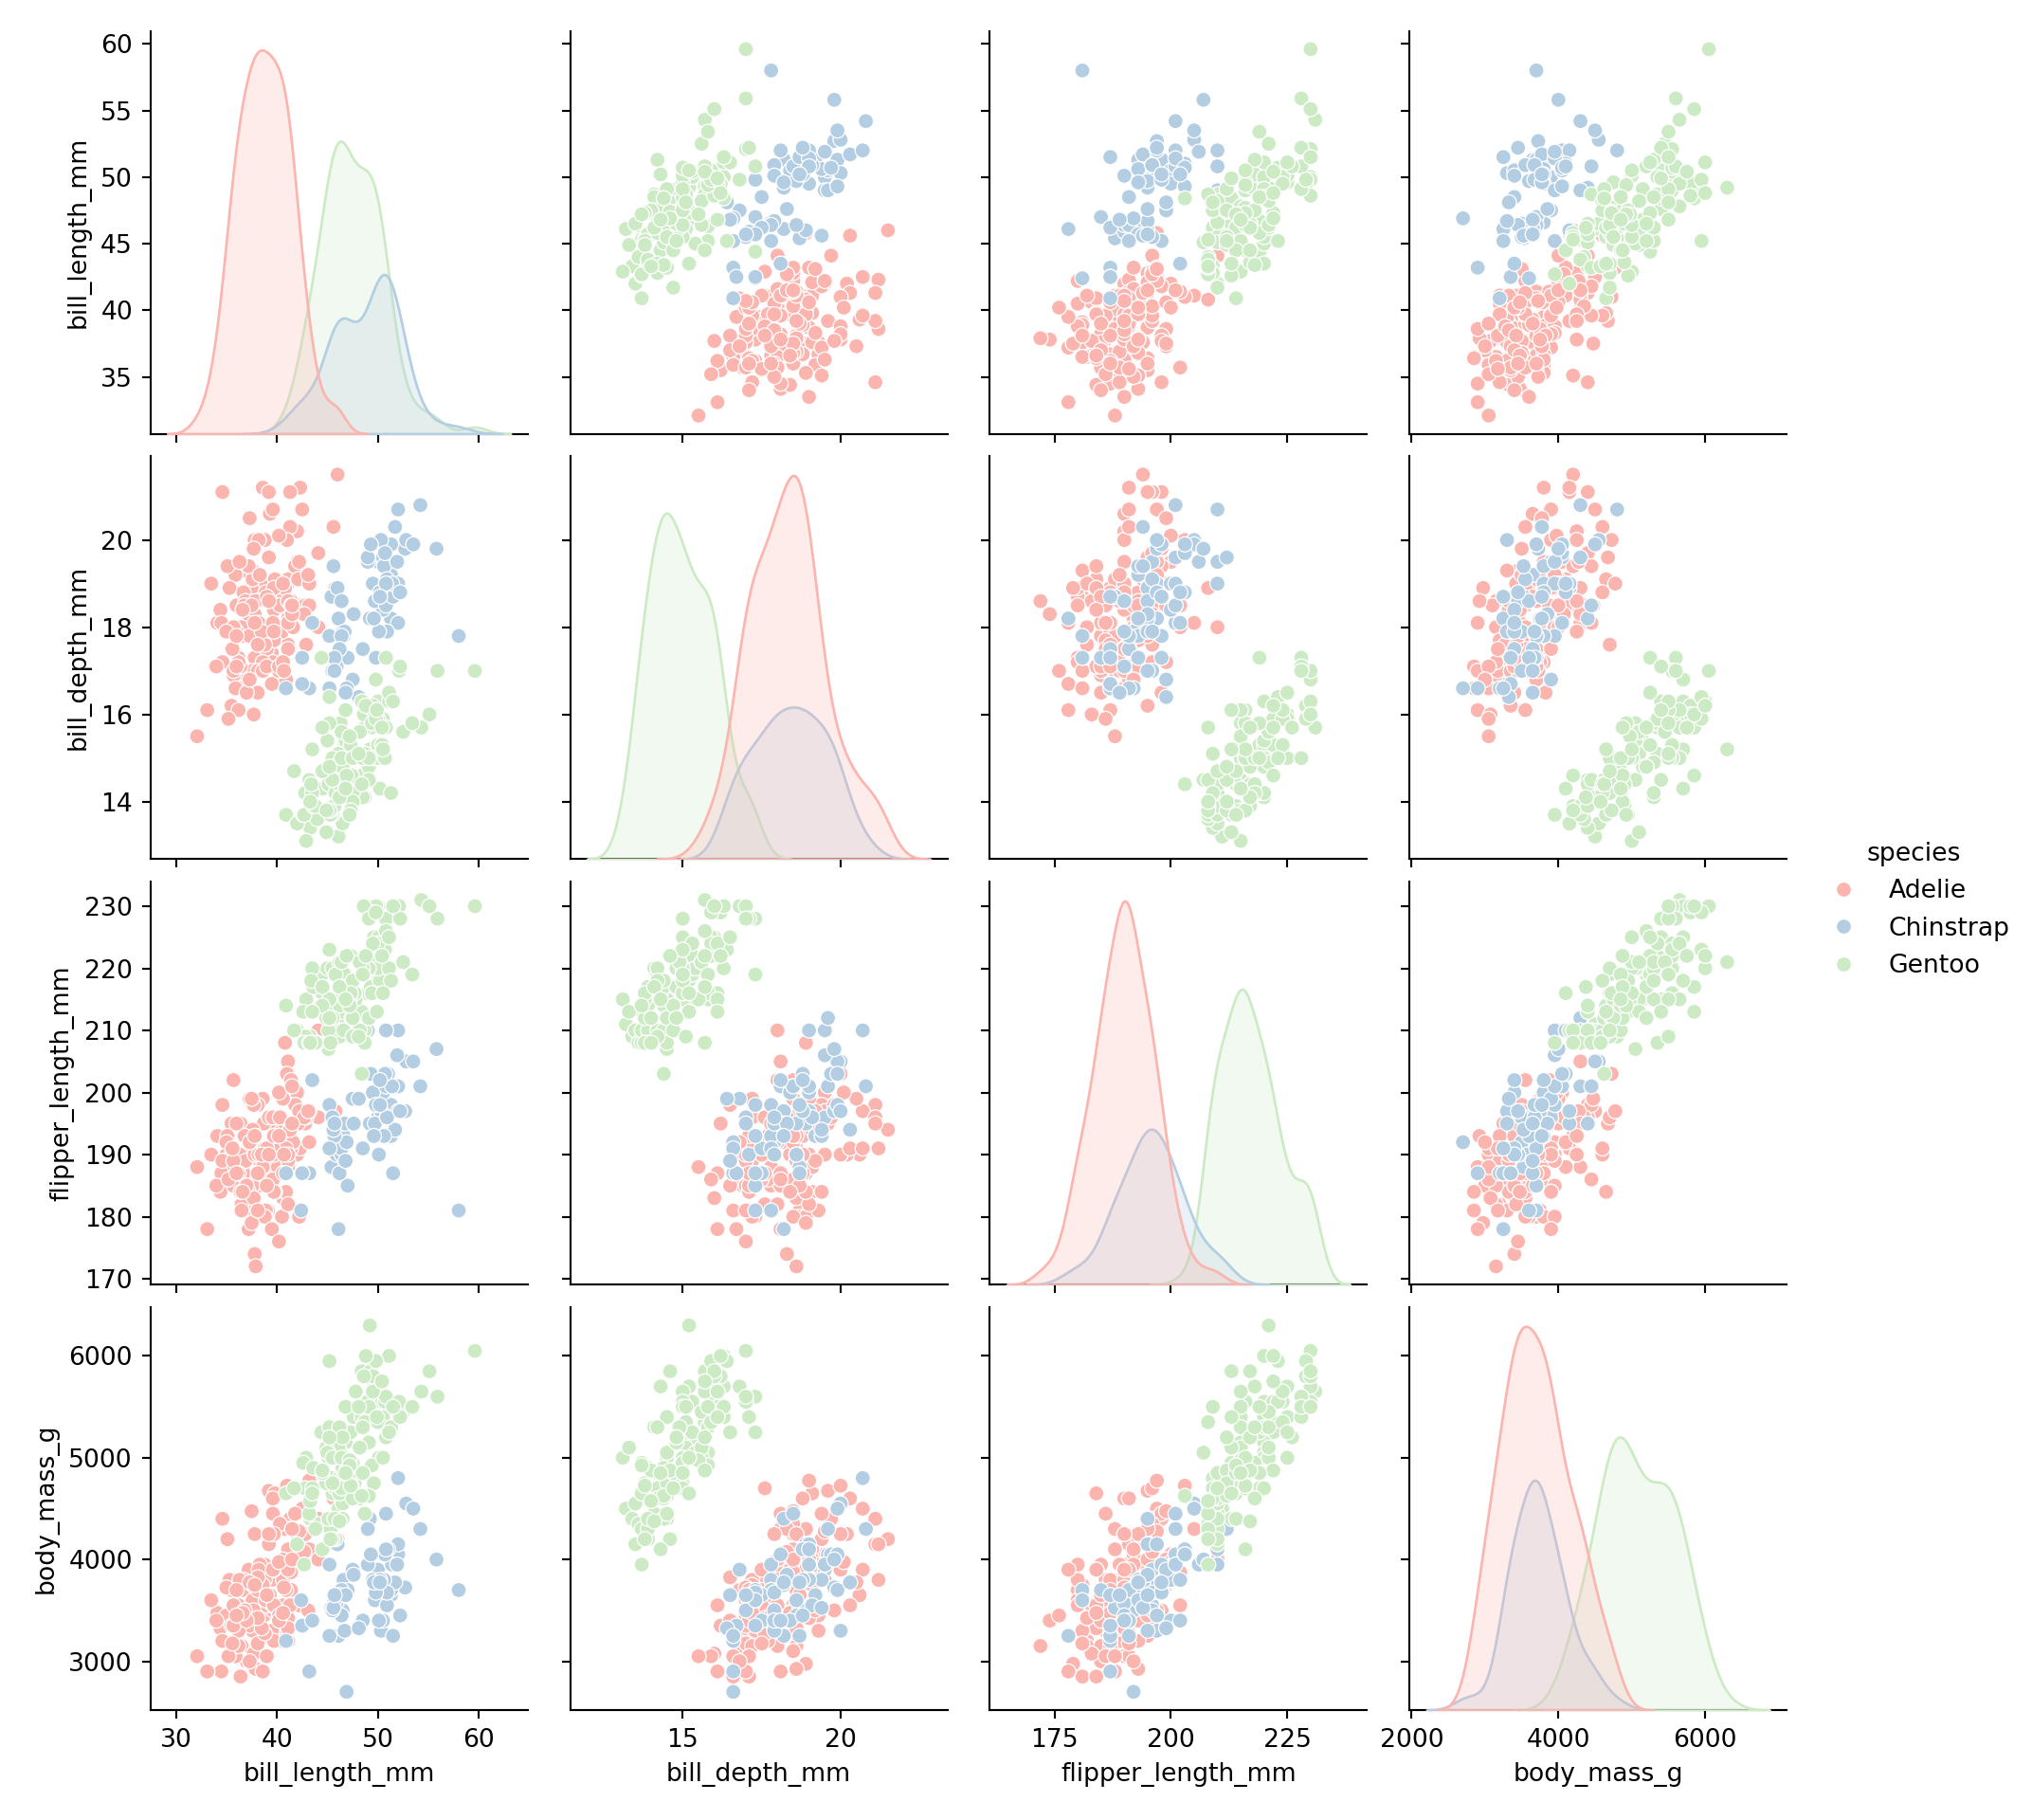 60
55
50
45
40
35
bill_length_mm
20
18
16
14
bill_depth_mm
230
220
210
200
190
180
170
flipper_length_mm
6000
5000
4000
3000
body_mass_g
30 40 50 60
bill_length_mm
15 20
bill_depth_mm
175 200 225
flipper_length_mm
2000 4000 6000
body_mass_g
species
Adelie
Chinstrap
Gentoo